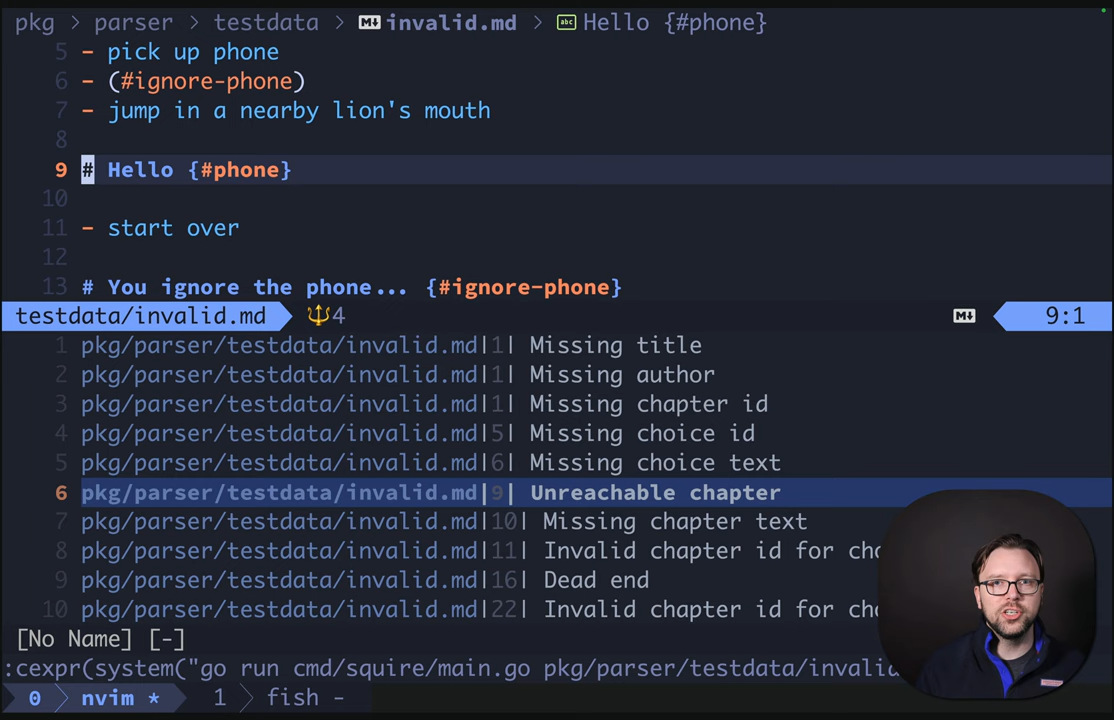 pkg > parser > testdata > M↓ invalid.md > abc Hello {#phone}
5 - pick up phone
6 - (#ignore-phone)
7 - jump in a nearby lion's mouth
8
9 # Hello {#phone}
10
11 - start over
12
13 # You ignore the phone... {#ignore-phone}
testdata/invalid.md 4 M↓ 9:1
1 pkg/parser/testdata/invalid.md|1| Missing title
2 pkg/parser/testdata/invalid.md|1| Missing author
3 pkg/parser/testdata/invalid.md|1| Missing chapter id
4 pkg/parser/testdata/invalid.md|5| Missing choice id
5 pkg/parser/testdata/invalid.md|6| Missing choice text
6 pkg/parser/testdata/invalid.md|9| Unreachable chapter
7 pkg/parser/testdata/invalid.md|10| Missing chapter text
8 pkg/parser/testdata/invalid.md|11| Invalid chapter id for
9 pkg/parser/testdata/invalid.md|16| Dead end
10 pkg/parser/testdata/invalid.md|22| Invalid chapter id for
[No Name] [-]
:cexpr(system("go run cmd/squire/main.go pkg/parser/testdata/invalid
0 nvim * 1 fish -